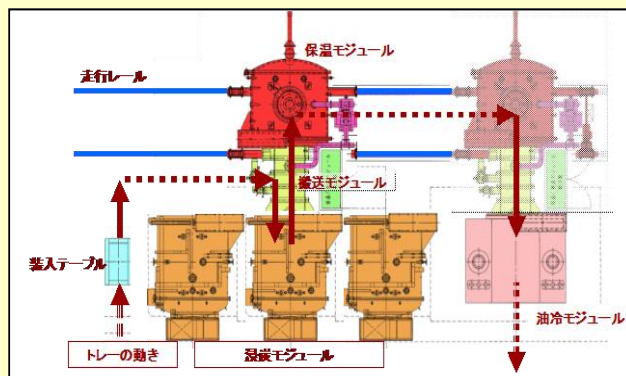 保温モジュール
走行レール
搬送モジュール
装入テーブル
油冷モジュール
トレーの動き
浸炭モジュール